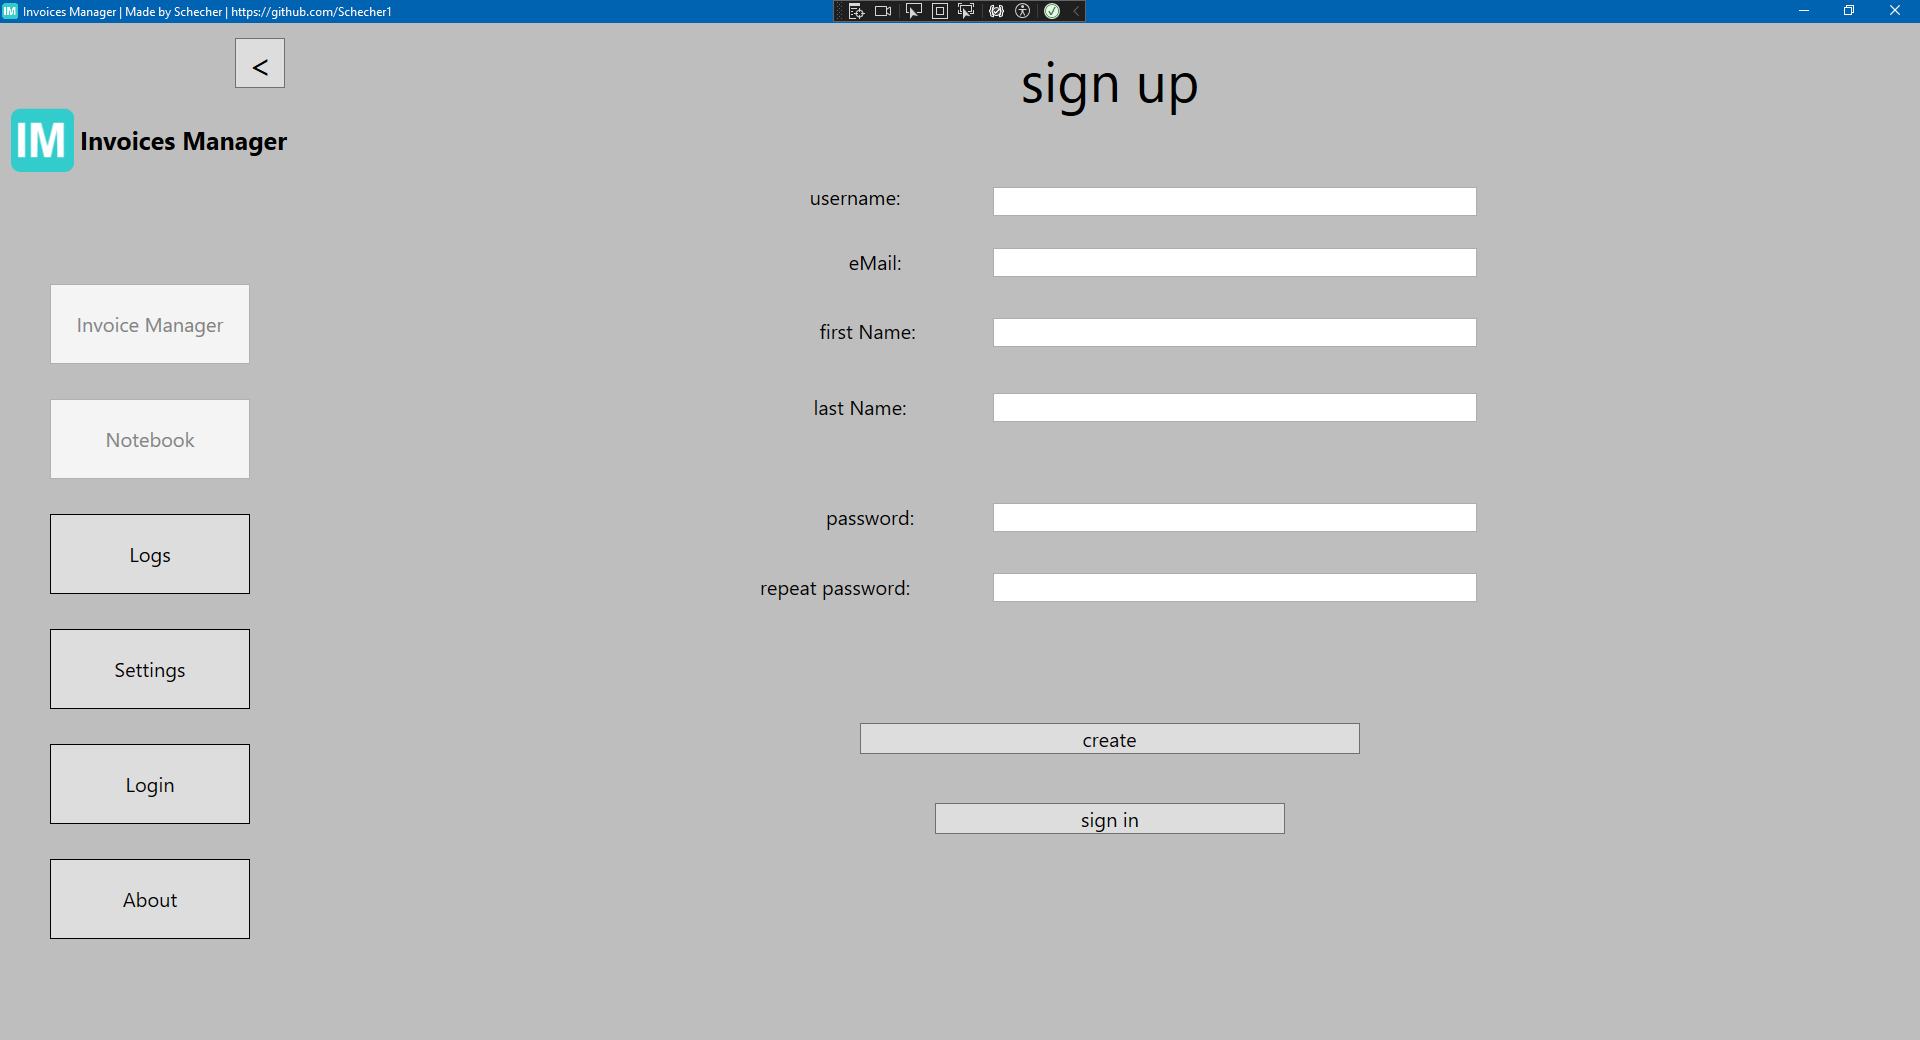 Invoices Manager | Made by Schecher | https://github.com/Schecher1
<
IM Invoices Manager
Invoice Manager
Notebook
Logs
Settings
Login
About
sign up
username:
eMail:
first Name:
last Name:
password:
repeat password:
create
sign in